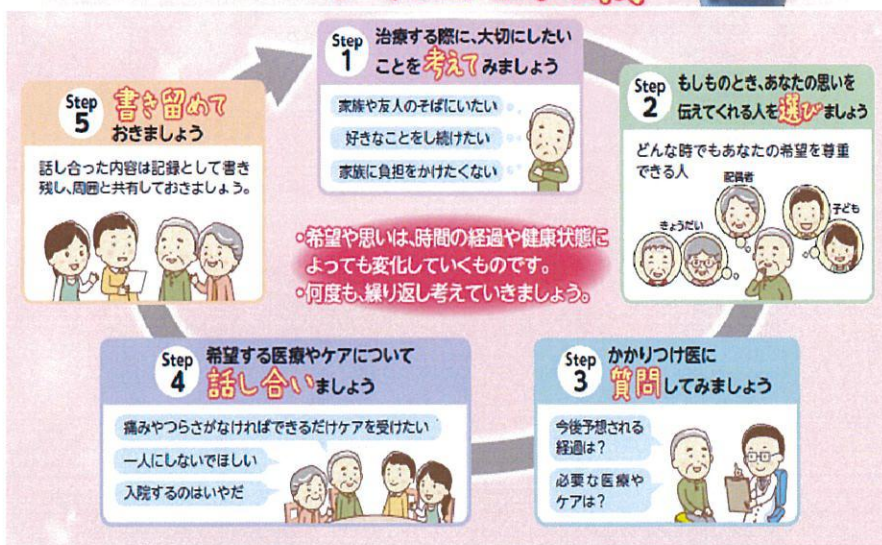 Step
1
治療する際に、大切にしたい
ことを考えてみましょう
家族や友人のそばにいたい
好きなことをし続けたい
家族に負担をかけたくない
Step
2
もしものとき、あなたの思いを
伝えてくれる人を選びましょう
どんな時でもあなたの希望を尊重
できる人
配偶者
きょうだい
子ども
Step
3
かかりつけ医に
質問してみましょう
今後予想される
経過は?
必要な医療や
ケアは?
Step
4
希望する医療やケアについて
話し合いましょう
痛みやつらさがなければできるだけケアを受けたい
一人にしないでほしい
入院するのはいやだ
Step
5
書き留めて
おきましょう
話し合った内容は記録として書き
残し、周囲と共有しておきましょう。
・希望や思いは、時間の経過や健康状態に
よっても変化していくものです。
・何度も、繰り返し考えていきましょう。